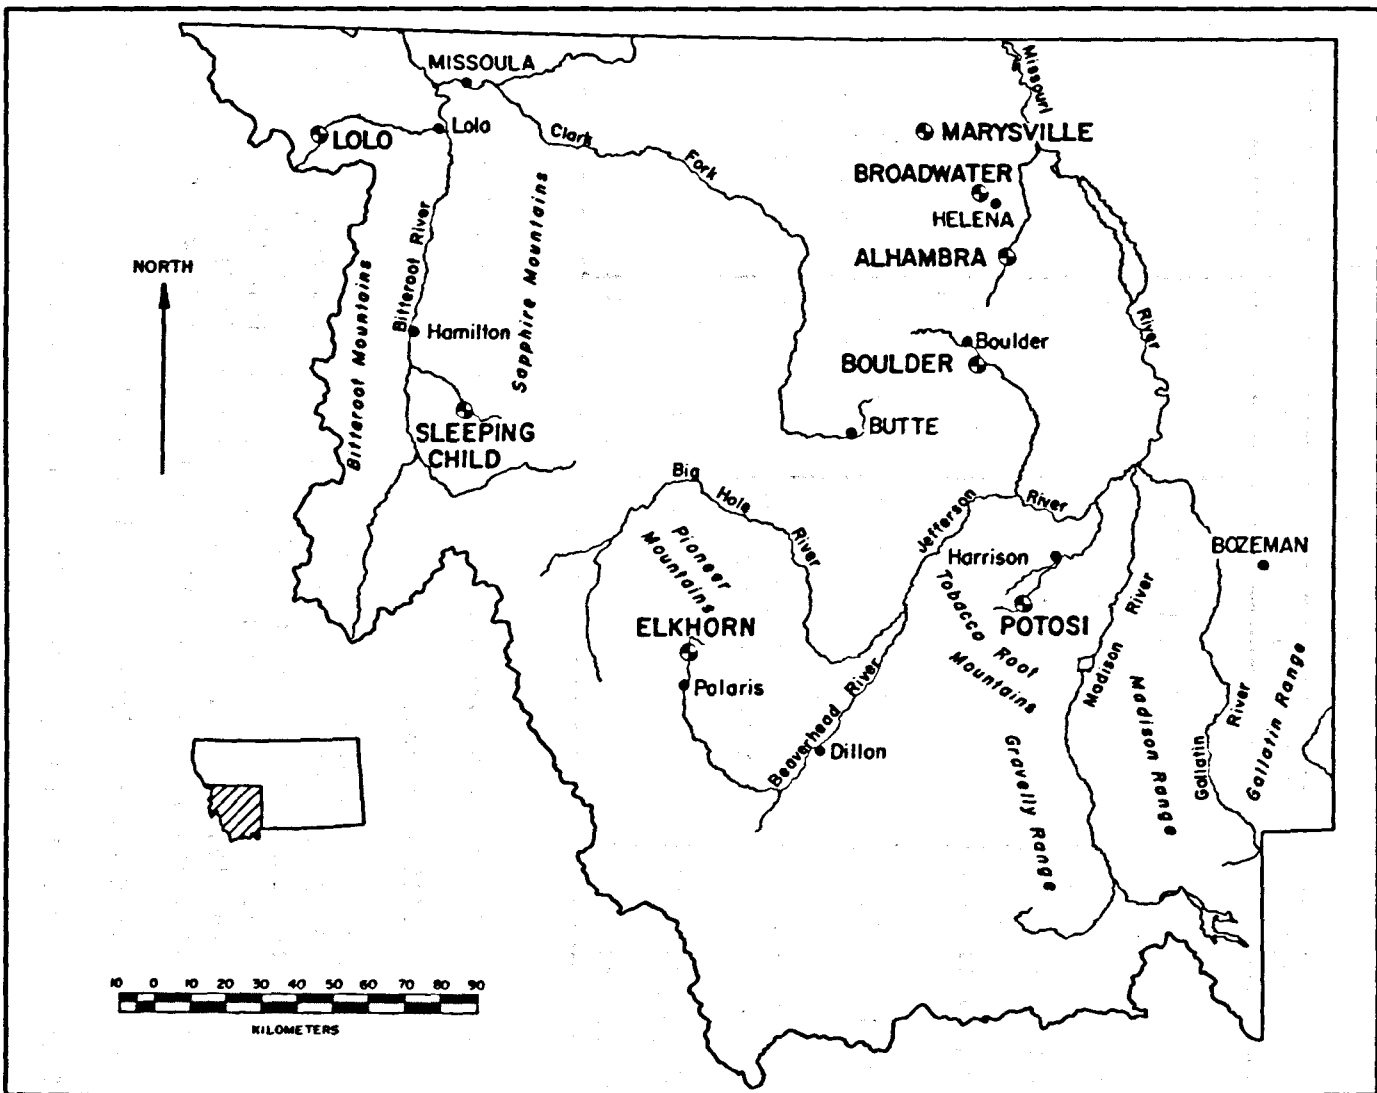 MISSOULA
Missouri
LOLO
Lolo
Clark
Fork
MARYSVILLE
BROADWATER
HELENA
ALHAMBRA
NORTH
Bitterroot Mountains
Bitteroot River
Sapphire Mountains
Hamilton
River
Boulder
BOULDER
SLEEPING
CHILD
BUTTE
Big
Hole
River
Jefferson
River
Pioneer
Mountains
Harrison
BOZEMAN
Tobacco Root
Mountains
ELKHORN
POTOSI
Polaris
Beaverhead River
Dillon
Madison River
Madison Range
Gravelly Range
Gallatin River
Gallatin Range
10 0 10 20 30 40 50 60 70 80 90
KILOMETERS